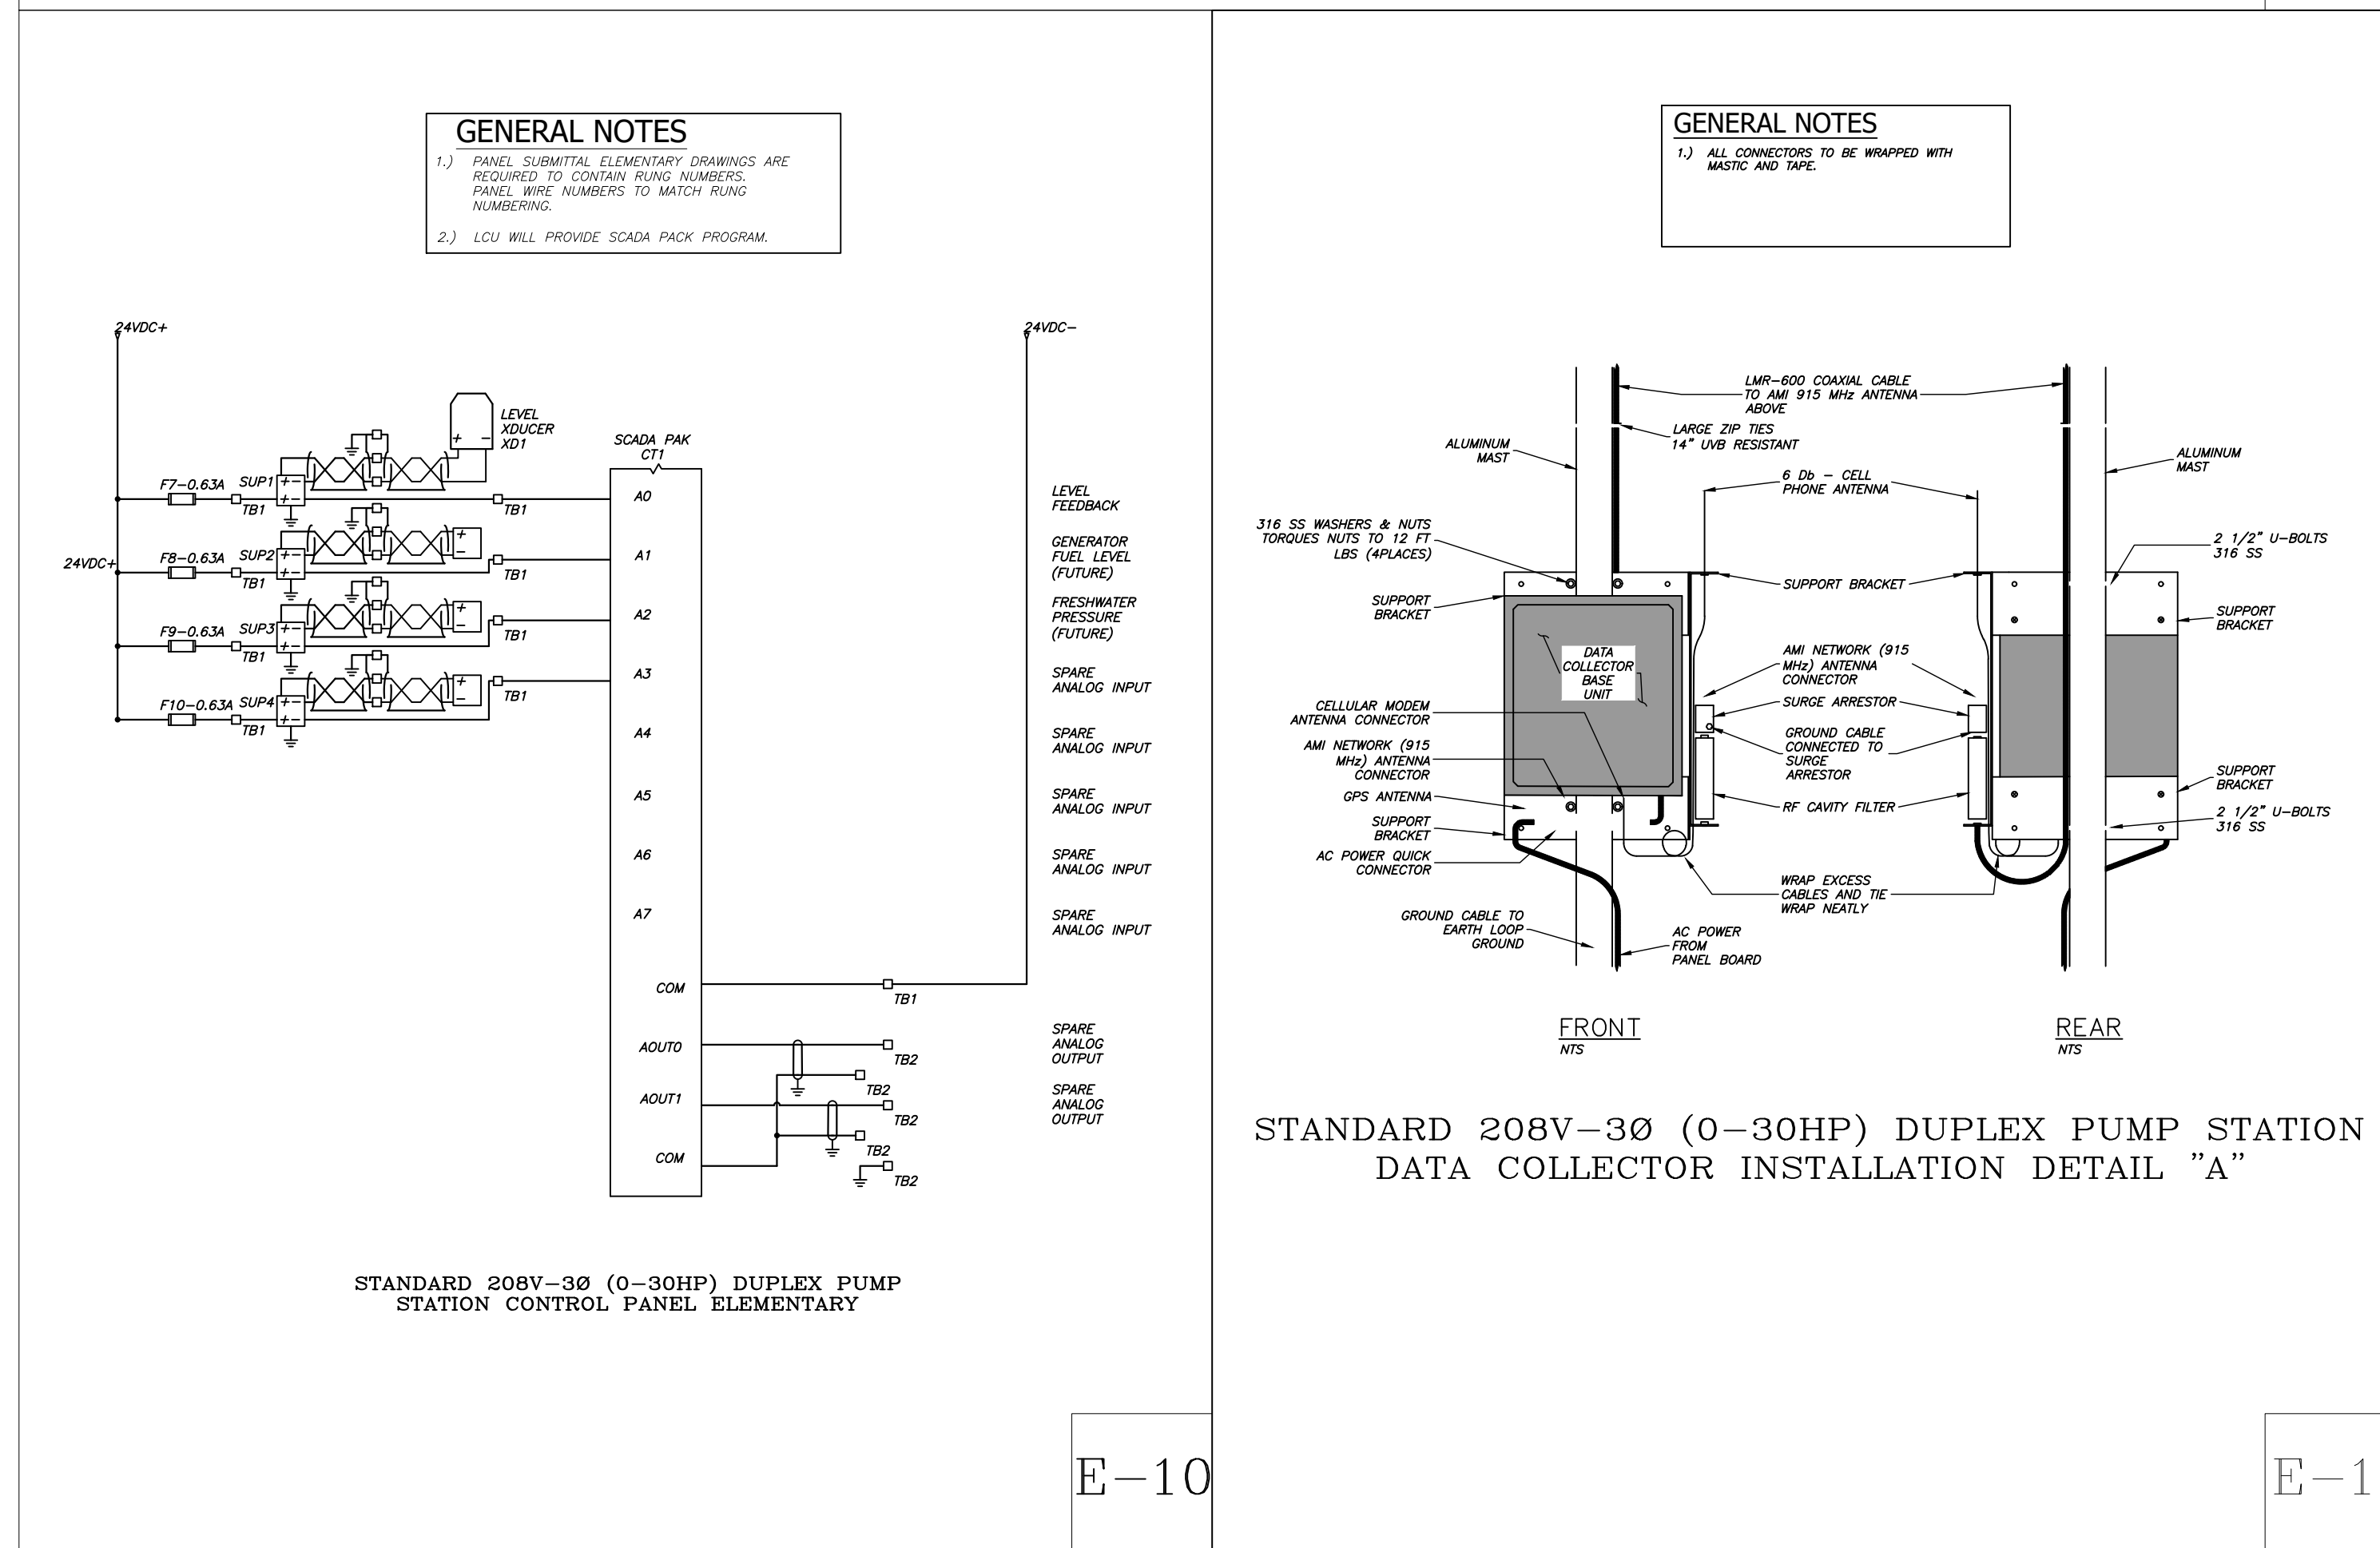 GENERAL NOTES
1.) PANEL SUBMITTAL ELEMENTARY DRAWINGS ARE
REQUIRED TO CONTAIN RUNG NUMBERS.
PANEL WIRE NUMBERS TO MATCH RUNG
NUMBERING.
2.) LCU WILL PROVIDE SCADA PACK PROGRAM.
24VDC+
24VDC-
LEVEL
XDUCER
XD1
+ -
SCADA PAK
CT1
F7-0.63A
SUP1
+-
+-
TB1
TB1
A0
LEVEL
FEEDBACK
24VDC+
F8-0.63A
SUP2
+-
+-
+
-
TB1
TB1
A1
GENERATOR
FUEL LEVEL
(FUTURE)
F9-0.63A
SUP3
+-
+-
+
-
TB1
TB1
A2
FRESHWATER
PRESSURE
(FUTURE)
F10-0.63A
SUP4
+-
+-
+
-
TB1
TB1
A3
SPARE
ANALOG INPUT
A4
SPARE
ANALOG INPUT
A5
SPARE
ANALOG INPUT
A6
SPARE
ANALOG INPUT
A7
SPARE
ANALOG INPUT
COM
TB1
AOUT0
TB2
SPARE
ANALOG
OUTPUT
TB2
AOUT1
TB2
SPARE
ANALOG
OUTPUT
TB2
COM
TB2
STANDARD 208V-3Ø (0-30HP) DUPLEX PUMP
STATION CONTROL PANEL ELEMENTARY
E-10
GENERAL NOTES
1.) ALL CONNECTORS TO BE WRAPPED WITH
MASTIC AND TAPE.
LMR-600 COAXIAL CABLE
TO AMI 915 MHz ANTENNA
ABOVE
LARGE ZIP TIES
14" UVB RESISTANT
ALUMINUM
MAST
6 Db - CELL
PHONE ANTENNA
ALUMINUM
MAST
316 SS WASHERS & NUTS
TORQUES NUTS TO 12 FT
LBS (4PLACES)
2 1/2" U-BOLTS
316 SS
SUPPORT BRACKET
SUPPORT
BRACKET
SUPPORT
BRACKET
DATA
COLLECTOR
BASE
UNIT
AMI NETWORK (915
MHz) ANTENNA
CONNECTOR
CELLULAR MODEM
ANTENNA CONNECTOR
SURGE ARRESTOR
AMI NETWORK (915
MHz) ANTENNA
CONNECTOR
GROUND CABLE
CONNECTED TO
SURGE
ARRESTOR
SUPPORT
BRACKET
GPS ANTENNA
RF CAVITY FILTER
SUPPORT
BRACKET
2 1/2" U-BOLTS
316 SS
AC POWER QUICK
CONNECTOR
WRAP EXCESS
CABLES AND TIE
WRAP NEATLY
GROUND CABLE TO
EARTH LOOP
GROUND
AC POWER
FROM
PANEL BOARD
FRONT
NTS
REAR
NTS
STANDARD 208V-3Ø (0-30HP) DUPLEX PUMP STATION
DATA COLLECTOR INSTALLATION DETAIL "A"
E-1